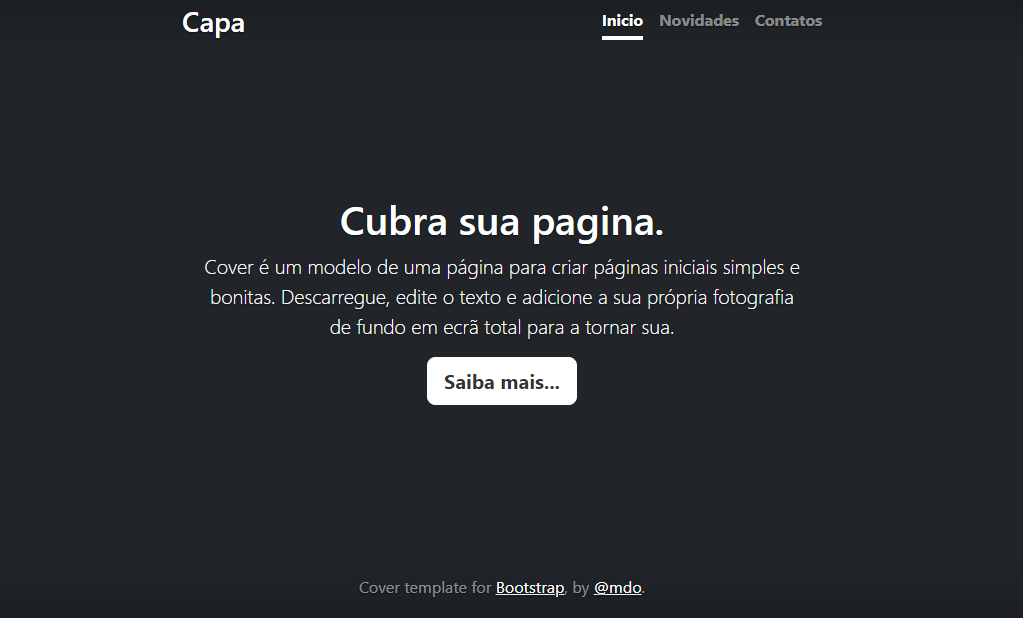 Capa
Inicio Novidades Contatos
Cubra sua pagina.
Cover é um modelo de uma página para criar páginas iniciais simples e
bonitas. Descarregue, edite o texto e adicione a sua própria fotografia
de fundo em ecrã total para a tornar sua.
Saiba mais...
Cover template for Bootstrap, by @mdo.